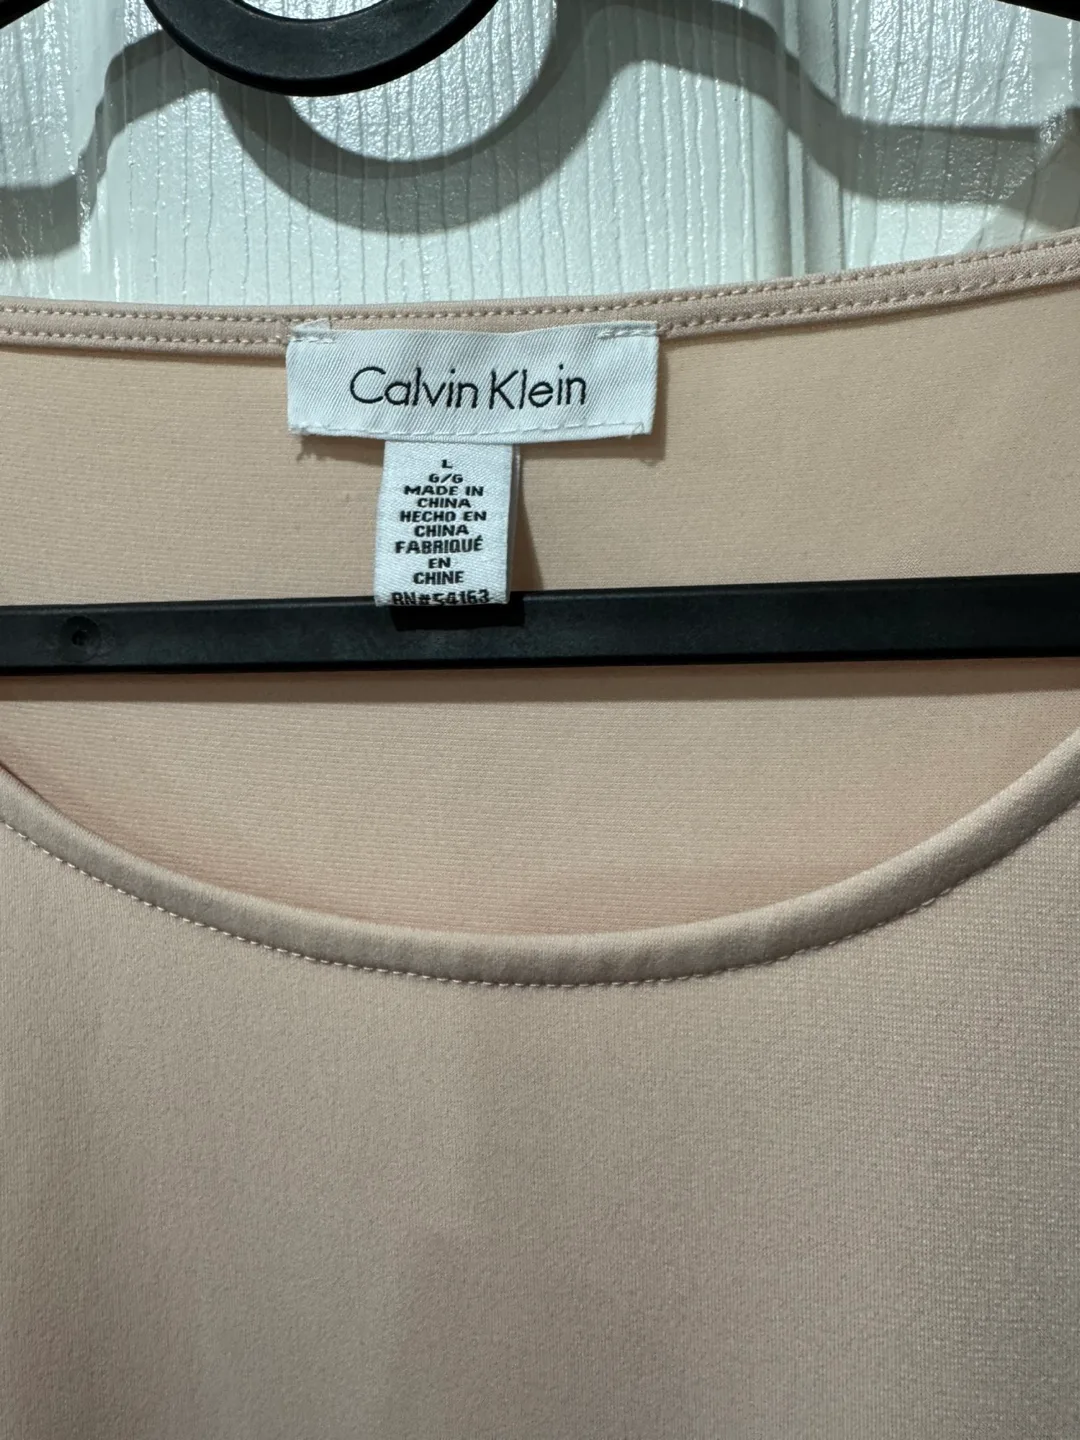 Calvin Klein
L
G/G
MADE IN
CHINA
HECHO EN
CHINA
FABRIQUÉ
EN
CHINE
RN#54163